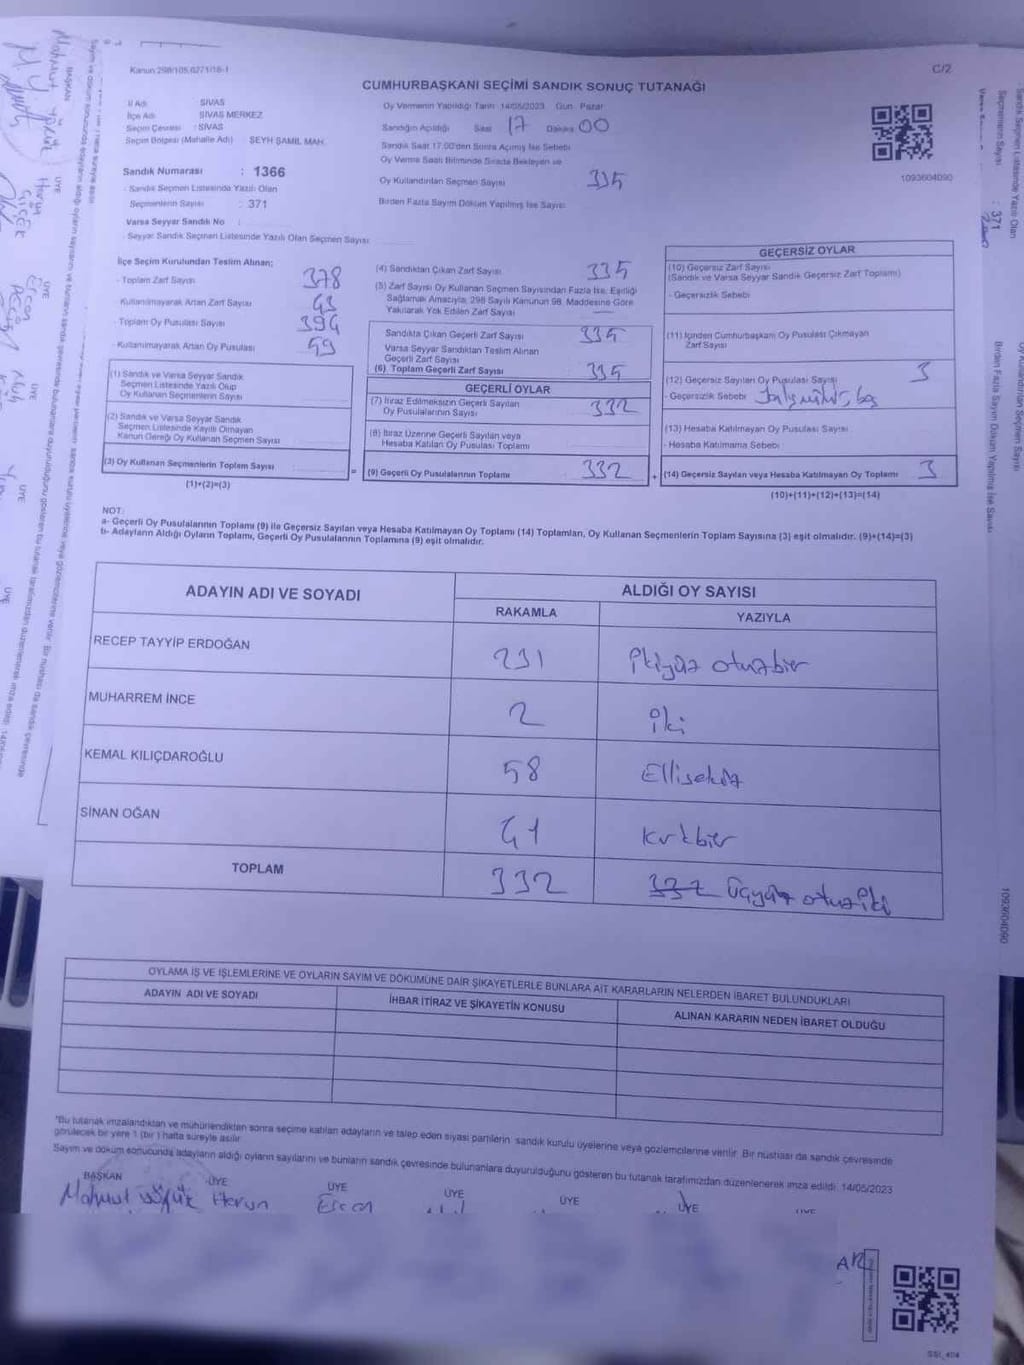 Kanun 298/105,6271/16-1
C/2
CUMHURBAŞKANI SEÇİMİ SANDIK SONUÇ TUTANAĞI
İl Adı : SİVAS
İlçe Adı : SİVAS MERKEZ
Seçim Çevresi : SİVAS
Seçim Bölgesi (Mahalle Adı) : ŞEYH ŞAMİL MAH.
Sandık Numarası : 1366
- Sandık Seçmen Listesinde Yazılı Olan
Seçmenlerin Sayısı : 371
Varsa Seyyar Sandık No :
- Seyyar Sandık Seçmen Listesinde Yazılı Olan Seçmen Sayısı
Oy Vermenin Yapıldığı Tarih : 14/05/2023 Gün : Pazar
Sandığın Açıldığı Saat 17 Dakika 00
Sandık Saat 17:00'den Sonra Açılmış İse Sebebi
Oy Verme Saati Bitiminde Sırada Bekleyen ve
Oy Kullandırılan Seçmen Sayısı 335
Birden Fazla Sayım Döküm Yapılmış İse Sayısı
1093604090
İlçe Seçim Kurulundan Teslim Alınan:
- Toplam Zarf Sayısı 378
- Kullanılmayarak Artan Zarf Sayısı 43
- Toplam Oy Pusulası Sayısı 394
- Kullanılmayarak Artan Oy Pusulası 59
(1) Sandık ve Varsa Seyyar Sandık
Seçmen Listesinde Yazılı Olup
Oy Kullanan Seçmenlerin Sayısı
(2) Sandık ve Varsa Seyyar Sandık
Seçmen Listesinde Kayıtlı Olmayan
Kanun Gereği Oy Kullanan Seçmen Sayısı
(3) Oy Kullanan Seçmenlerin Toplam Sayısı
(1)+(2)=(3)
(4) Sandıktan Çıkan Zarf Sayısı 335
(5) Zarf Sayısı Oy Kullanan Seçmen Sayısından Fazla İse, Eşitliği
Sağlamak Amacıyla, 298 Sayılı Kanunun 98. Maddesine Göre
Yakılarak Yok Edilen Zarf Sayısı
Sandıkta Çıkan Geçerli Zarf Sayısı 335
Varsa Seyyar Sandıktan Teslim Alınan
Geçerli Zarf Sayısı
(6) Toplam Geçerli Zarf Sayısı 335
GEÇERLİ OYLAR
(7) İtiraz Edilmeksizin Geçerli Sayılan
Oy Pusulalarının Sayısı 332
(8) İtiraz Üzerine Geçerli Sayılan veya
Hesaba Katılan Oy Pusulası Toplamı
= (9) Geçerli Oy Pusulalarının Toplamı 332
GEÇERSİZ OYLAR
(10) Geçersiz Zarf Sayısı
(Sandık ve Varsa Seyyar Sandık Geçersiz Zarf Toplamı)
- Geçersizlik Sebebi
(11) İçinden Cumhurbaşkanı Oy Pusulası Çıkmayan
Zarf Sayısı
(12) Geçersiz Sayılan Oy Pusulası Sayısı 3
- Geçersizlik Sebebi
(13) Hesaba Katılmayan Oy Pusulası Sayısı
- Hesaba Katılmama Sebebi
+ (14) Geçersiz Sayılan veya Hesaba Katılmayan Oy Toplamı 3
(10)+(11)+(12)+(13)=(14)
NOT:
a- Geçerli Oy Pusulalarının Toplamı (9) ile Geçersiz Sayılan veya Hesaba Katılmayan Oy Toplamı (14) Toplamları, Oy Kullanan Seçmenlerin Toplam Sayısına (3) eşit olmalıdır. (9)+(14)=(3)
b- Adayların Aldığı Oyların Toplamı, Geçerli Oy Pusulalarının Toplamına (9) eşit olmalıdır.
ADAYIN ADI VE SOYADI ALDIĞI OY SAYISI
RAKAMLA YAZIYLA
RECEP TAYYİP ERDOĞAN 231 İkiyüz otuzbir
MUHARREM İNCE 2 iki
KEMAL KILIÇDAROĞLU 58 Ellisekiz
SİNAN OĞAN 41 kırkbir
TOPLAM 332 332 Üçyüz otuziki
OYLAMA İŞ VE İŞLEMLERİNE VE OYLARIN SAYIM VE DÖKÜMÜNE DAİR ŞİKAYETLERLE BUNLARA AİT KARARLARIN NELERDEN İBARET BULUNDUKLARI
ADAYIN ADI VE SOYADI İHBAR İTİRAZ VE ŞİKAYETİN KONUSU ALINAN KARARIN NEDEN İBARET OLDUĞU
*Bu tutanak imzalandıktan ve mühürlendikten sonra seçime katılan adayların ve talep eden siyasi partilerin sandık kurulu üyelerine veya gözlemcilerine verilir. Bir nüshası da sandık çevresinde
görülecek bir yere 1 (bir) hafta süreyle asılır.
Sayım ve döküm sonucunda adayların aldığı oyların sayılarını ve bunların sandık çevresinde bulunanlara duyurulduğunu gösteren bu tutanak tarafımızdan düzenlenerek imza edildi. 14/05/2023
BAŞKAN ÜYE ÜYE ÜYE ÜYE ÜYE ÜYE
Mahmut Harun Ercan
SSI_404